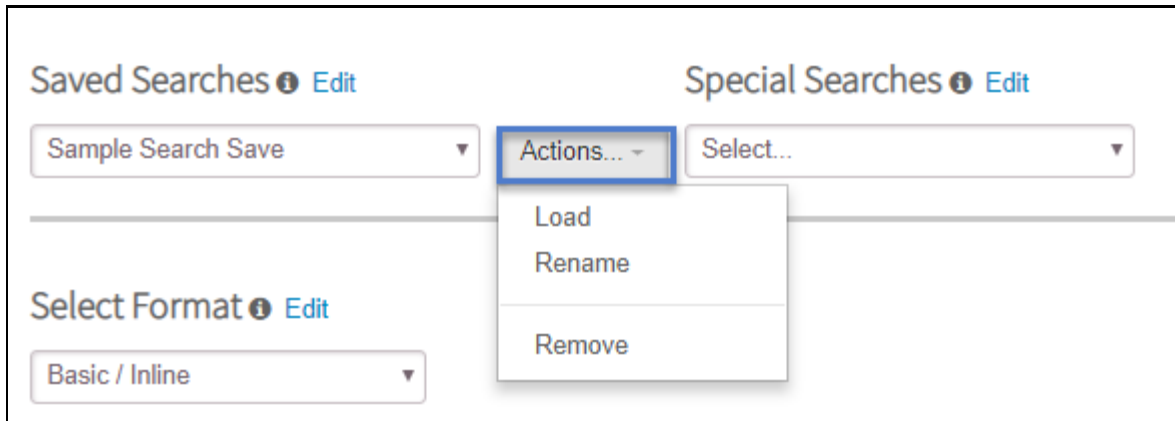 Saved Searches Edit
Special Searches Edit
Sample Search Save
Actions...
Select...
Load
Rename
Remove
Select Format Edit
Basic / Inline